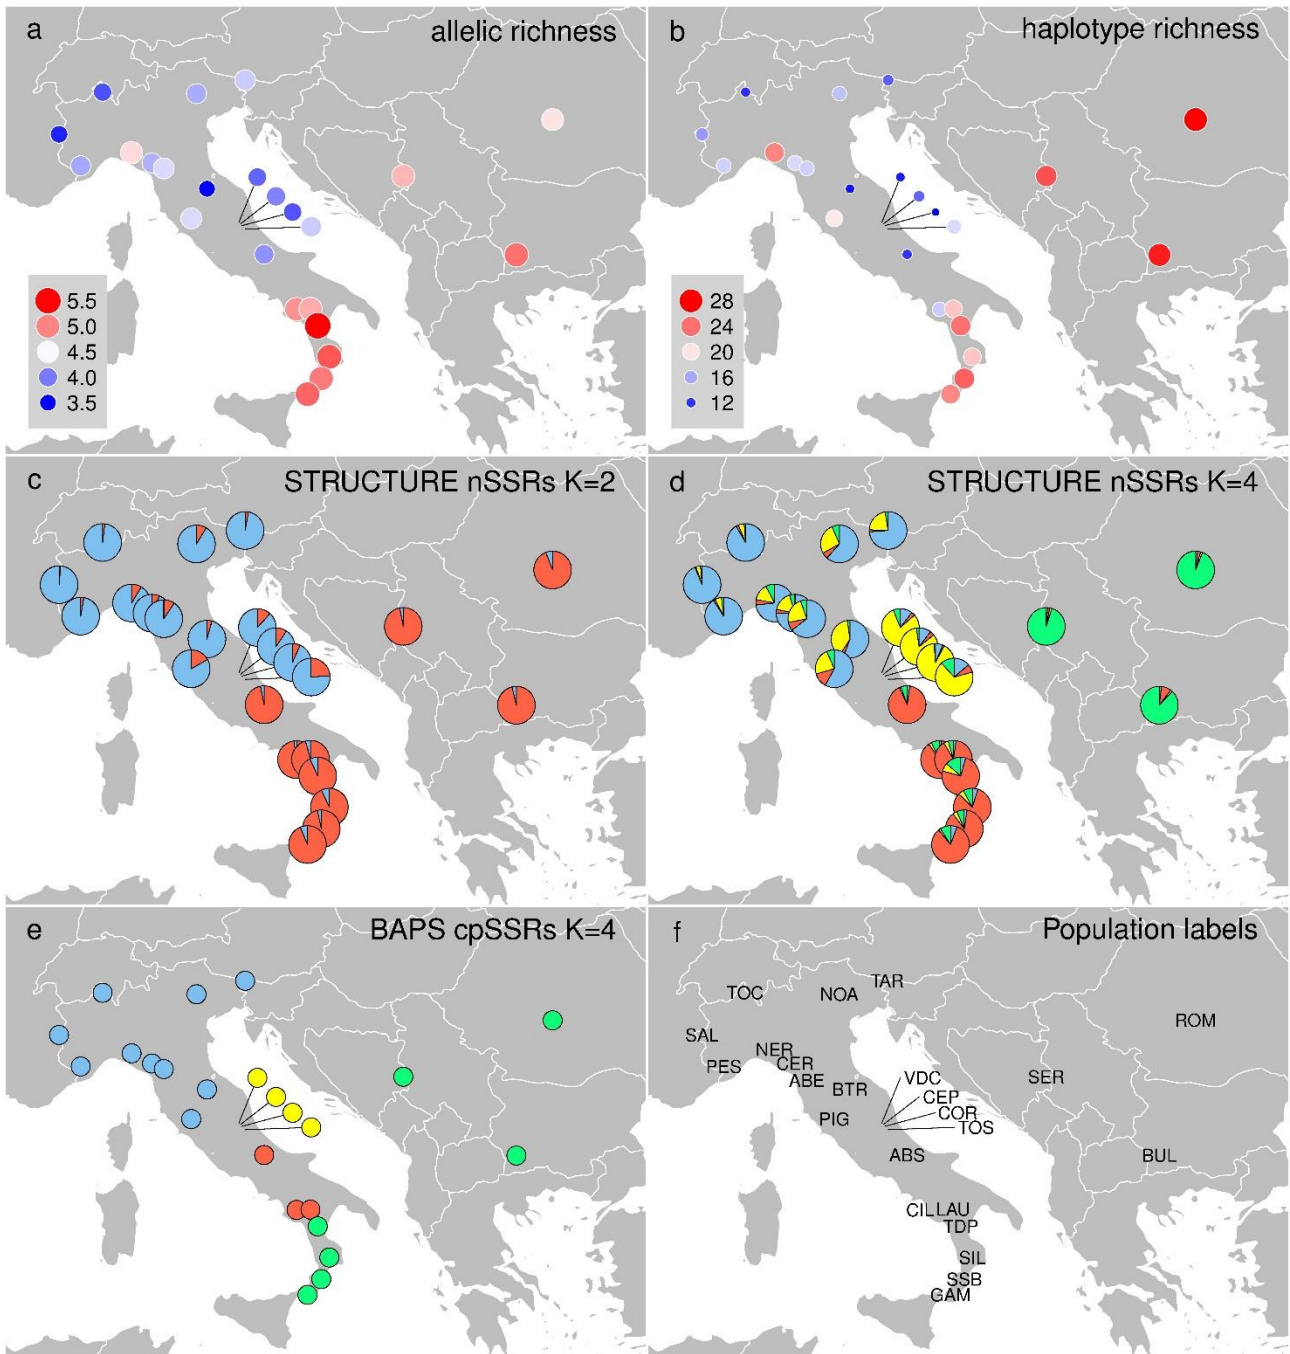 a
allelic richness
5.5
5.0
4.5
4.0
3.5
b
haplotype richness
28
24
20
16
12
c
STRUCTURE nSSRs K=2
d
STRUCTURE nSSRs K=4
e
BAPS cpSSRs K=4
f
Population labels
TAR
TOC
NOA
ROM
SAL
NER
PES
CER
ABE
BTR
VDC
SER
CEP
COR
PIG
TOS
ABS
BUL
CIL
LAU
TDP
SIL
SSB
GAM